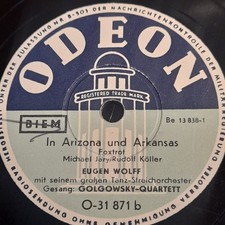 ODEON
REGISTERED TRADE MARK
BIEM
Be 13 838-1
In Arizona und Arkansas
Foxtrot
Michael Jary/Rudolf Köller
EUGEN WOLFF
mit seinem großen Tanz-Streichorchester
Gesang: GOLGOWSKY-QUARTETT
O-31 871 b